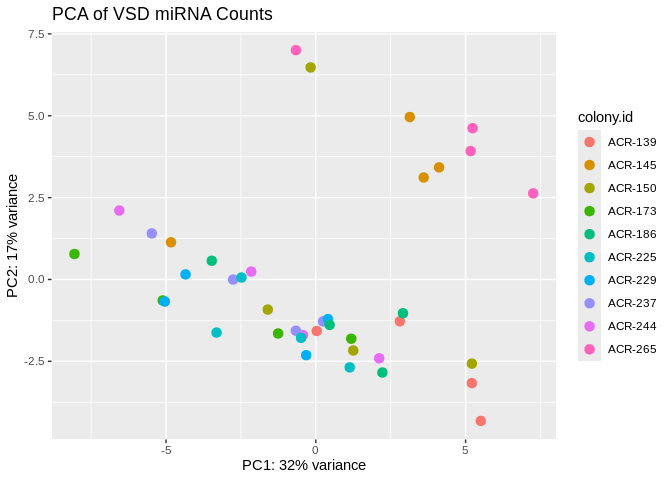 PCA of VSD miRNA Counts
7.5
5.0
2.5
0.0
-2.5
PC2: 17% variance
-5
0
5
PC1: 32% variance
colony.id
ACR-139
ACR-145
ACR-150
ACR-173
ACR-186
ACR-225
ACR-229
ACR-237
ACR-244
ACR-265